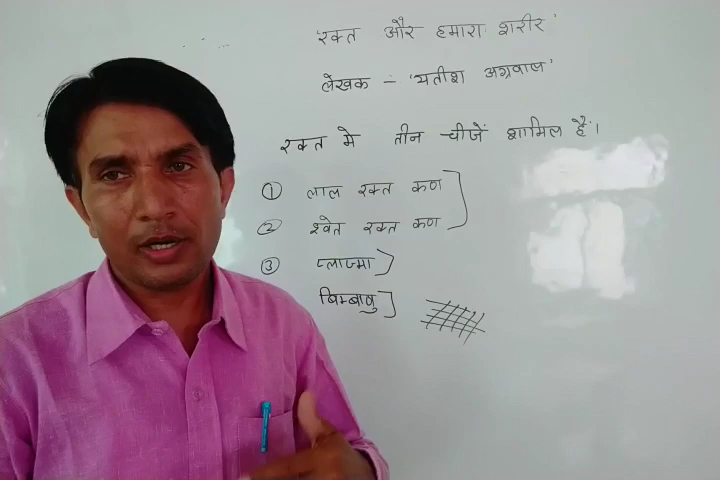 'रक्त और हमारा शरीर'
लेखक - 'यतीश अग्रवाल'
रक्त मे तीन चीजें शामिल हैं।
① लाल रक्त कण
② श्वेत रक्त कण
③ प्लाज्मा
बिम्बाणु